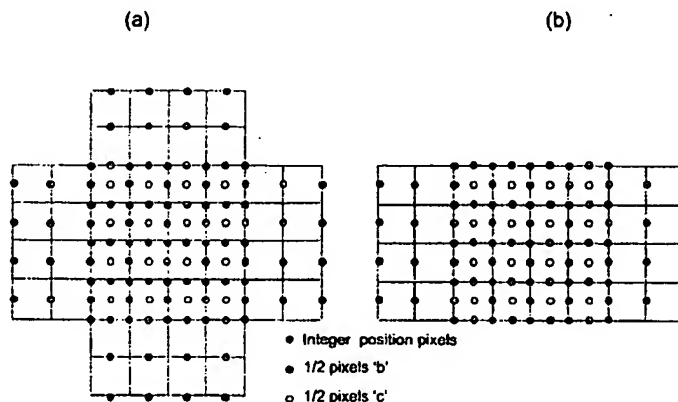 (a)
(b)
Integer position pixels
1/2 pixels 'b'
1/2 pixels 'c'